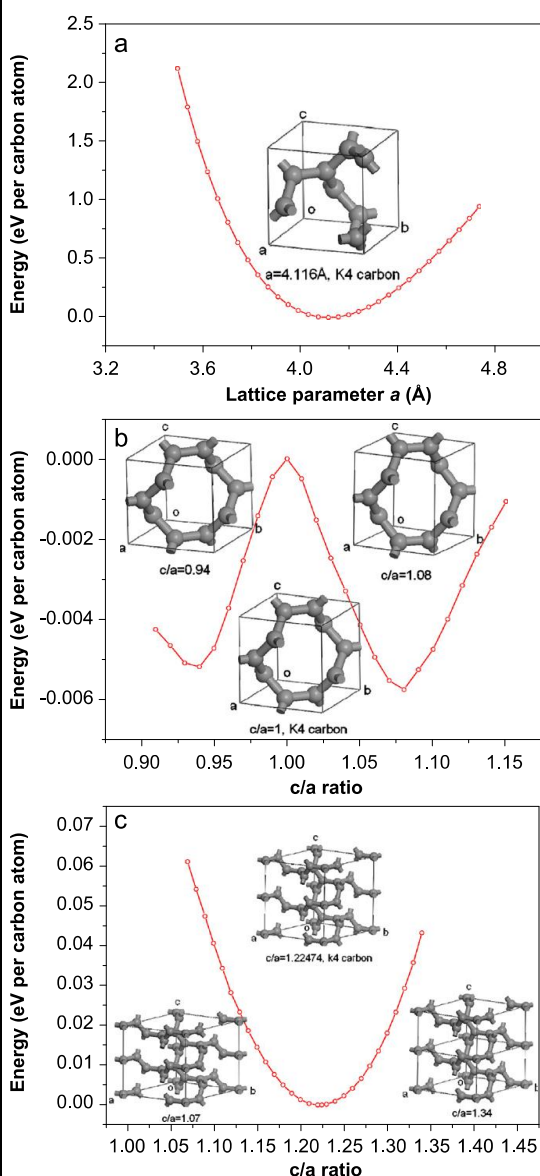 a
2.5
2.0
1.5
1.0
0.5
0.0
Energy (eV per carbon atom)
c
o
a
b
a=4.116A, K4 carbon
3.2 3.6 4.0 4.4 4.8
Lattice parameter a (Å)
b
0.000
-0.002
-0.004
-0.006
Energy (eV per carbon atom)
c
o
a
b
c/a=0.94
c
o
a
b
c/a=1.08
c
o
a
b
c/a=1, K4 carbon
0.90 0.95 1.00 1.05 1.10 1.15
c/a ratio
c
0.07
0.06
0.05
0.04
0.03
0.02
0.01
0.00
Energy (eV per carbon atom)
c
a
o
b
c/a=1.22474, k4 carbon
c
o
a
b
c/a=1.07
c
o
a
b
c/a=1.34
1.00 1.05 1.10 1.15 1.20 1.25 1.30 1.35 1.40 1.45
c/a ratio